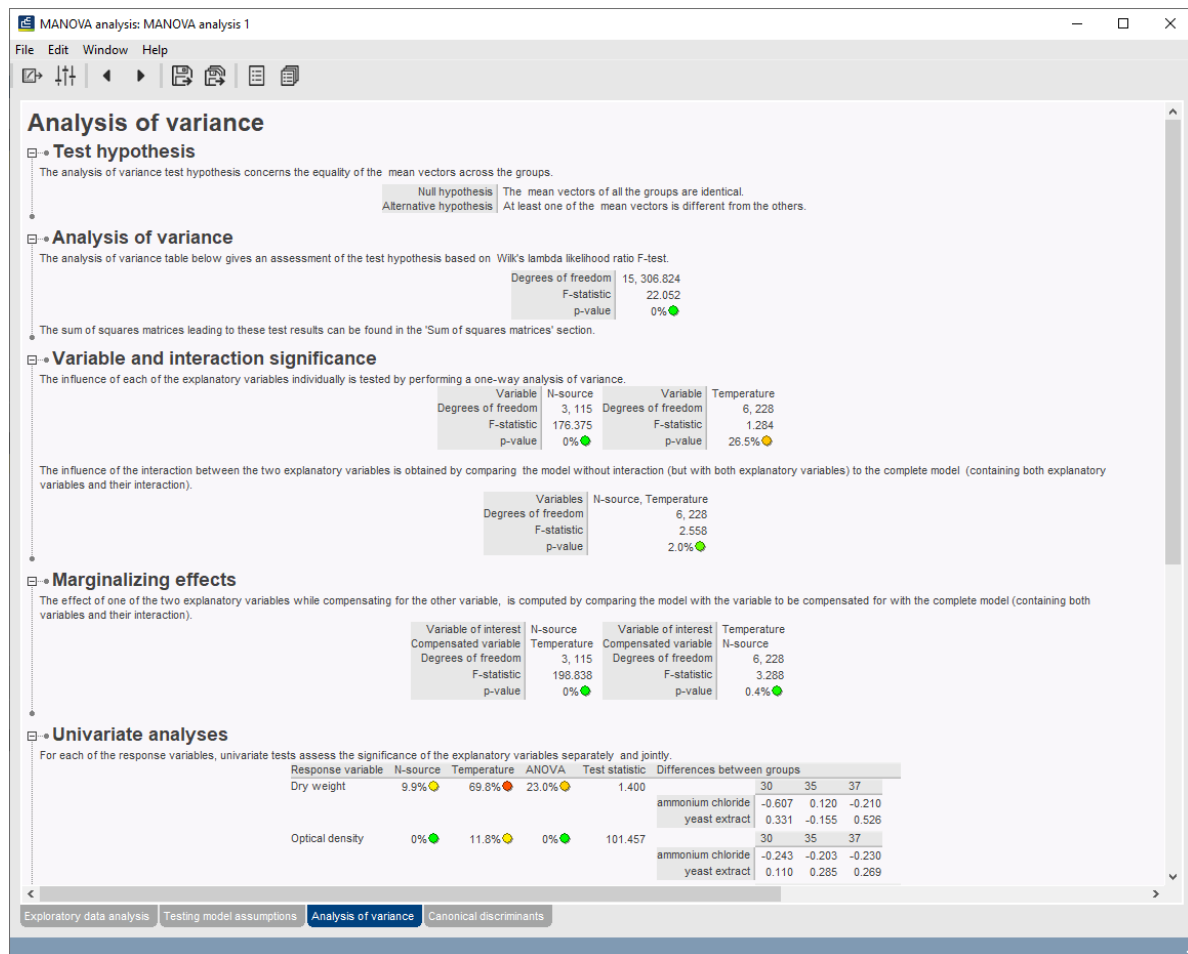 MANOVA analysis: MANOVA analysis 1
File Edit Window Help
Analysis of variance
Test hypothesis
The analysis of variance test hypothesis concerns the equality of the mean vectors across the groups.
Null hypothesis The mean vectors of all the groups are identical.
Alternative hypothesis At least one of the mean vectors is different from the others.
Analysis of variance
The analysis of variance table below gives an assessment of the test hypothesis based on Wilk's lambda likelihood ratio F-test.
Degrees of freedom 15, 306.824
F-statistic 22.052
p-value 0%
The sum of squares matrices leading to these test results can be found in the 'Sum of squares matrices' section.
Variable and interaction significance
The influence of each of the explanatory variables individually is tested by performing a one-way analysis of variance.
Variable N-source Variable Temperature
Degrees of freedom 3, 115 Degrees of freedom 6, 228
F-statistic 176.375 F-statistic 1.284
p-value 0% p-value 26.5%
The influence of the interaction between the two explanatory variables is obtained by comparing the model without interaction (but with both explanatory variables) to the complete model (containing both explanatory
variables and their interaction).
Variables N-source, Temperature
Degrees of freedom 6, 228
F-statistic 2.558
p-value 2.0%
Marginalizing effects
The effect of one of the two explanatory variables while compensating for the other variable, is computed by comparing the model with the variable to be compensated for with the complete model (containing both
variables and their interaction).
Variable of interest N-source Variable of interest Temperature
Compensated variable Temperature Compensated variable N-source
Degrees of freedom 3, 115 Degrees of freedom 6, 228
F-statistic 198.838 F-statistic 3.288
p-value 0% p-value 0.4%
Univariate analyses
For each of the response variables, univariate tests assess the significance of the explanatory variables separately and jointly.
Response variable N-source Temperature ANOVA Test statistic Differences between groups
Dry weight 9.9% 69.8% 23.0% 1.400 30 35 37
ammonium chloride -0.607 0.120 -0.210
yeast extract 0.331 -0.155 0.526
Optical density 0% 11.8% 0% 101.457 30 35 37
ammonium chloride -0.243 -0.203 -0.230
yeast extract 0.110 0.285 0.269
Exploratory data analysis Testing model assumptions Analysis of variance Canonical discriminants